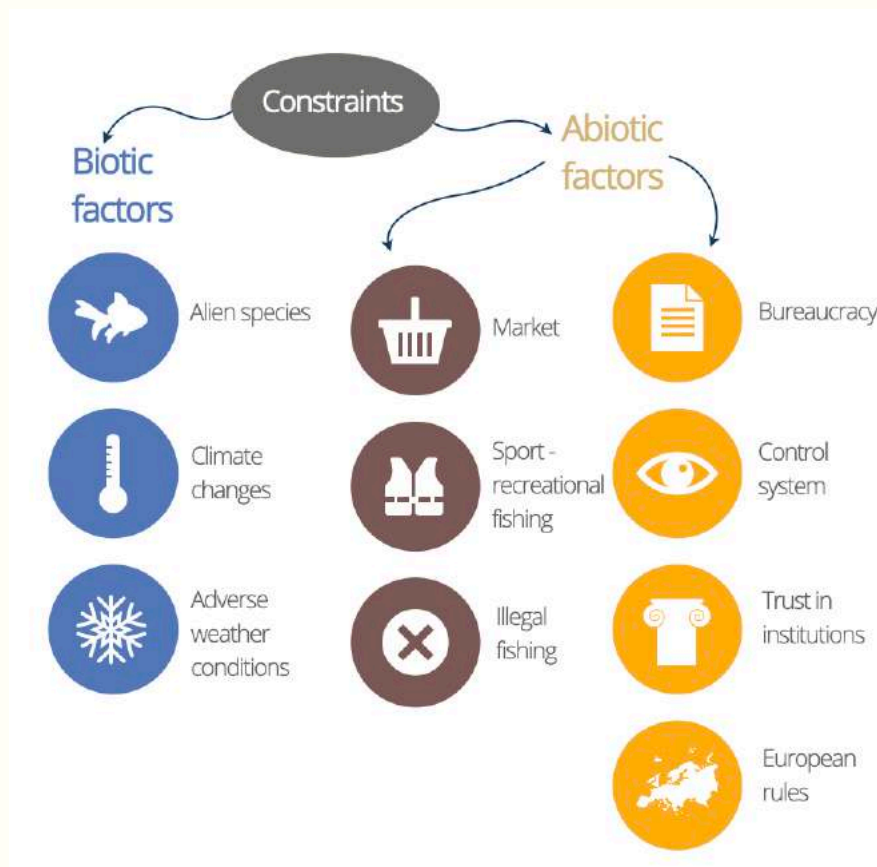 Constraints
Biotic
factors
Abiotic
factors
Alien species
Climate
changes
Adverse
weather
conditions
Market
Sport -
recreational
fishing
Illegal
fishing
Bureaucracy
Control
system
Trust in
institutions
European
rules